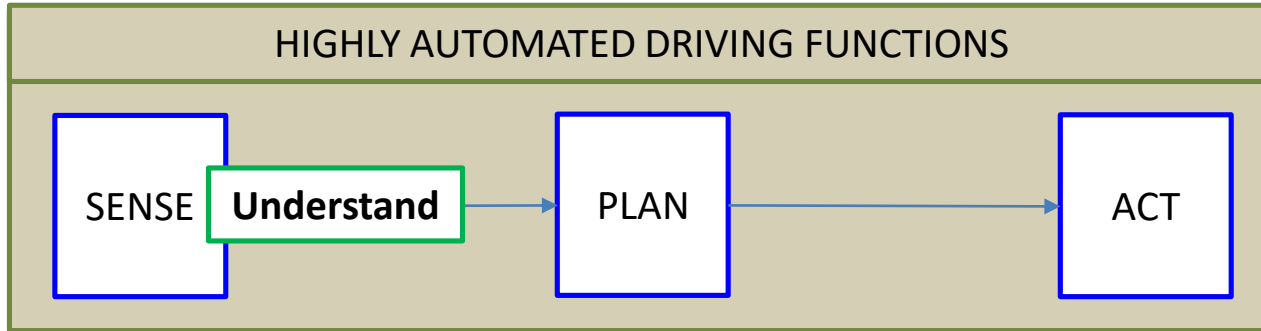 HIGHLY AUTOMATED DRIVING FUNCTIONS
SENSE
Understand
PLAN
ACT